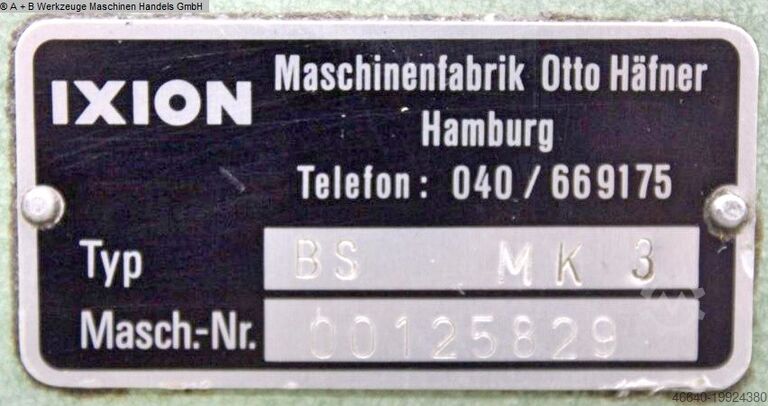 ® A + B Werkzeuge Maschinen Handels GmbH
IXION
Maschinenfabrik Otto Häfner
Hamburg
Telefon: 040 / 669175
Typ BS MK 3
Masch.-Nr. 00125829
46640-19924380